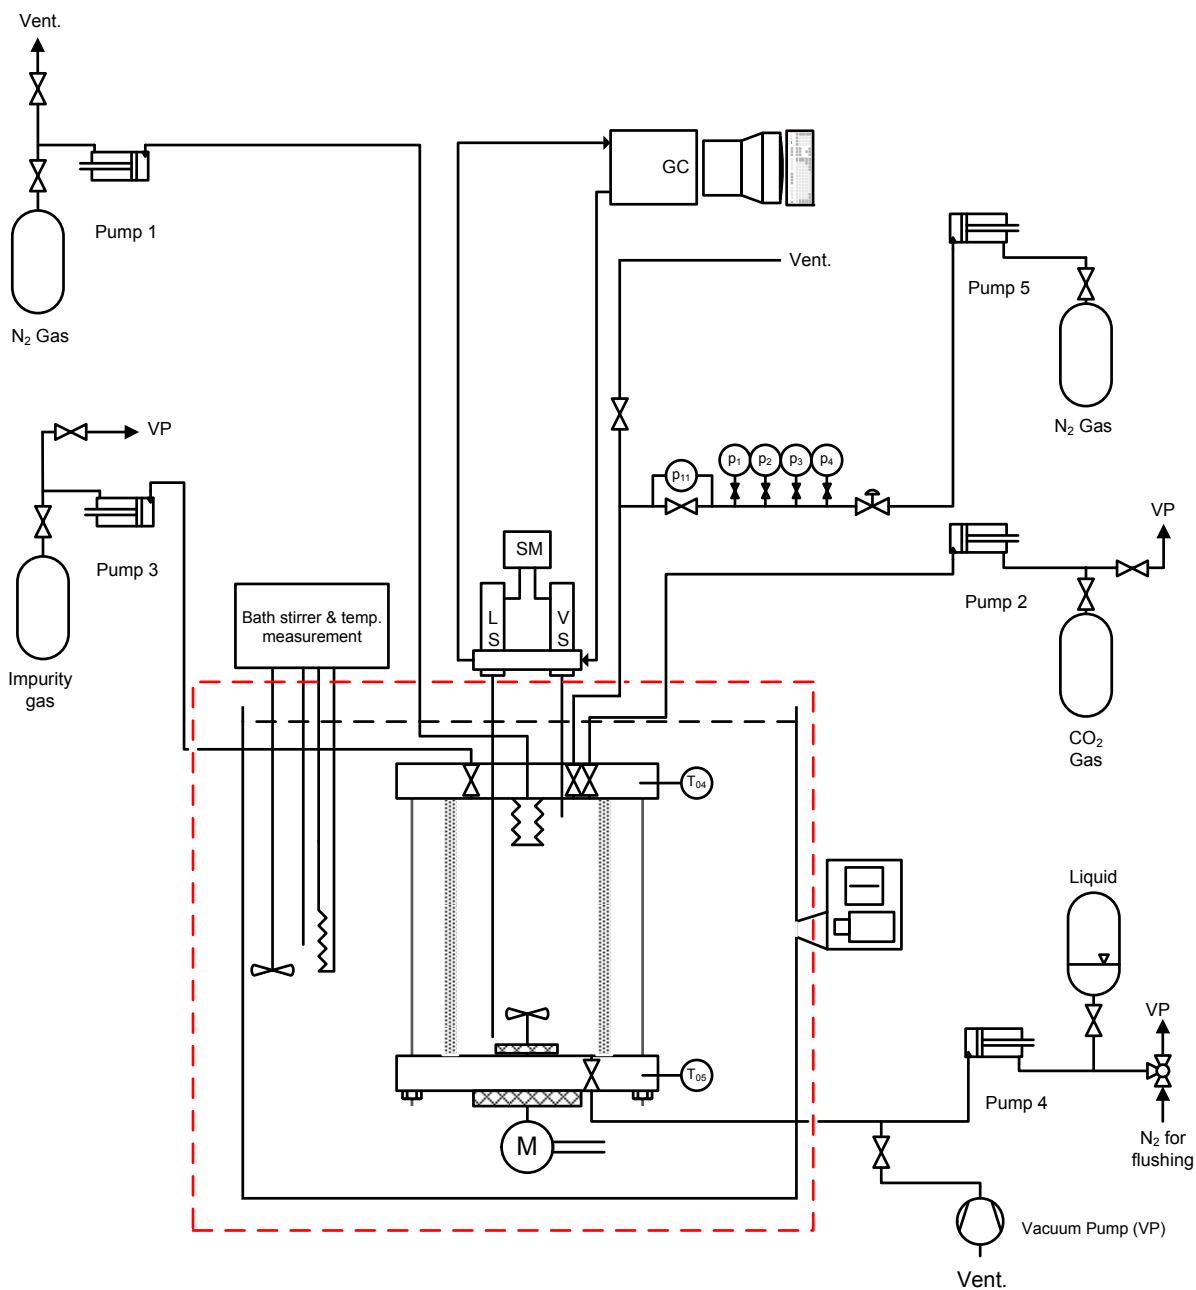 Vent.
GC
Pump 1
Vent.
Pump 5
N₂ Gas
VP
N₂ Gas
p₁
p₂
p₃
p₄
p₁₁
VP
SM
Pump 3
Pump 2
L
S
V
S
Bath stirrer & temp.
measurement
Impurity
gas
CO₂
Gas
T₀₄
Liquid
VP
T₀₅
Pump 4
M
N₂ for
flushing
Vacuum Pump (VP)
Vent.